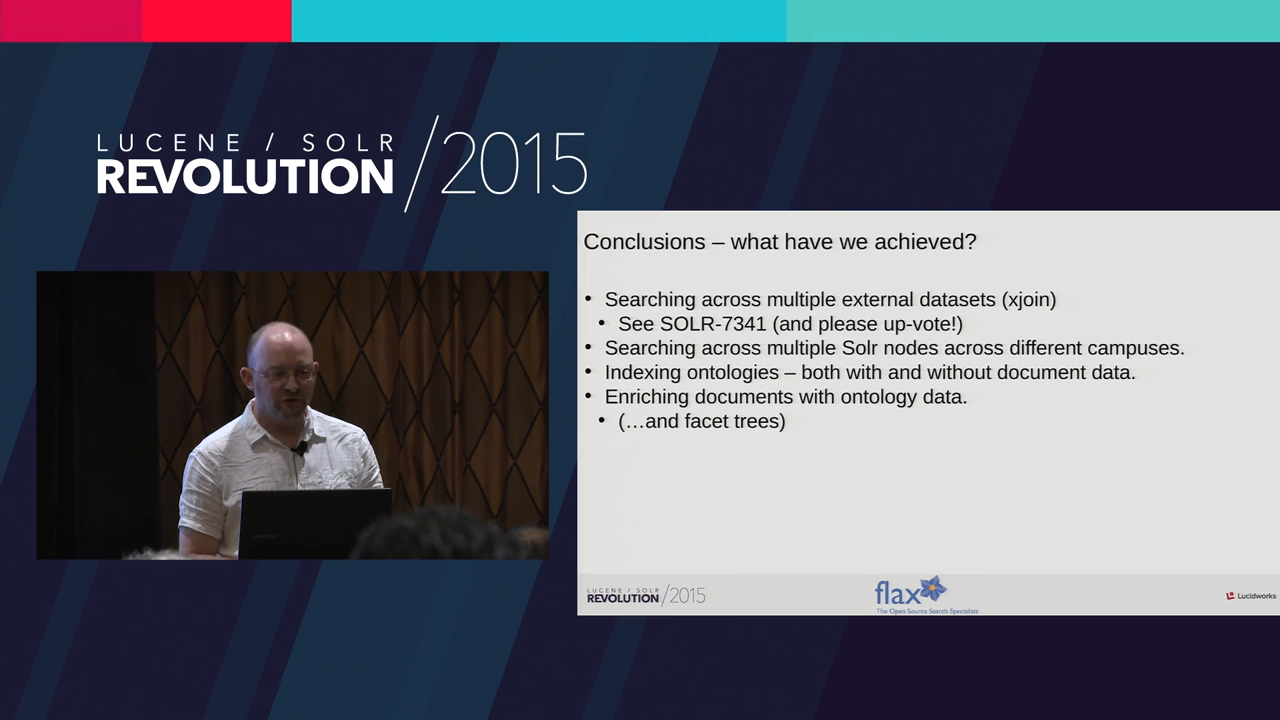 LUCENE / SOLR
REVOLUTION /2015
Conclusions – what have we achieved?
• Searching across multiple external datasets (xjoin)
• See SOLR-7341 (and please up-vote!)
• Searching across multiple Solr nodes across different campuses.
• Indexing ontologies – both with and without document data.
• Enriching documents with ontology data.
• (…and facet trees)
LUCENE / SOLR
REVOLUTION /2015
flax
The Open Source Search Specialists
Lucidworks